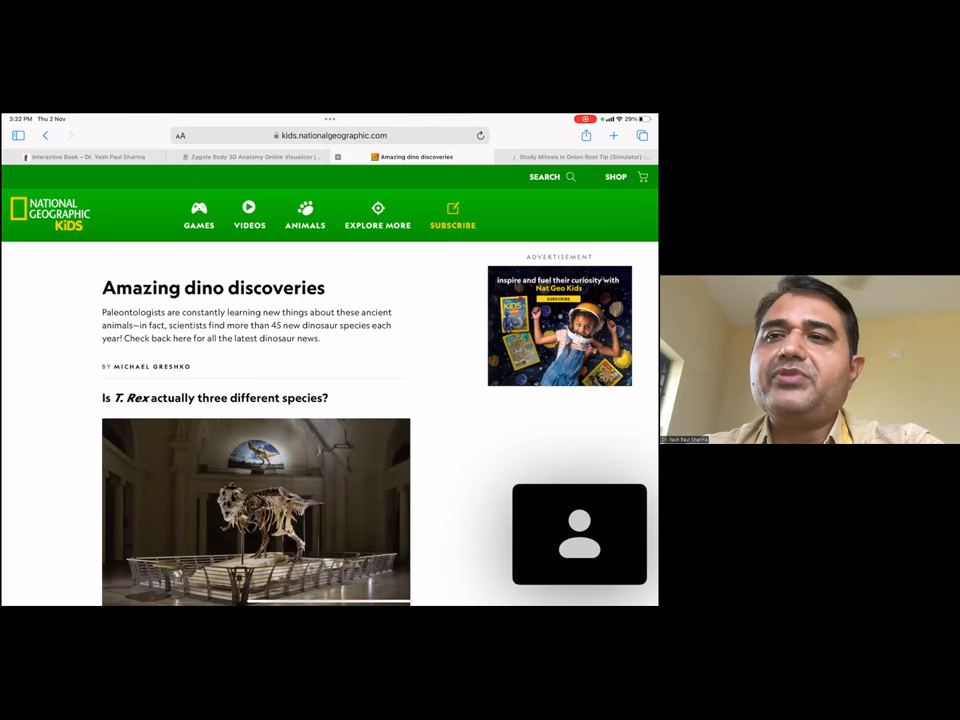 3:22 PM Thu 2 Nov
29%
AA
kids.nationalgeographic.com
Interactive Book – Dr. Yash Paul Sharma
Zygote Body 3D Anatomy Online Visualizer |...
Amazing dino discoveries
Study Mitosis in Onion Root Tip (Simulator) :...
SEARCH
SHOP
NATIONAL
GEOGRAPHIC
KiDS
GAMES
VIDEOS
ANIMALS
EXPLORE MORE
SUBSCRIBE
ADVERTISEMENT
inspire and fuel their curiosity with
Nat Geo Kids
SUBSCRIBE
KIDS
Amazing dino discoveries
Paleontologists are constantly learning new things about these ancient
animals—in fact, scientists find more than 45 new dinosaur species each
year! Check back here for all the latest dinosaur news.
BY MICHAEL GRESHKO
Is T. Rex actually three different species?
Dr. Yash Paul Sharma